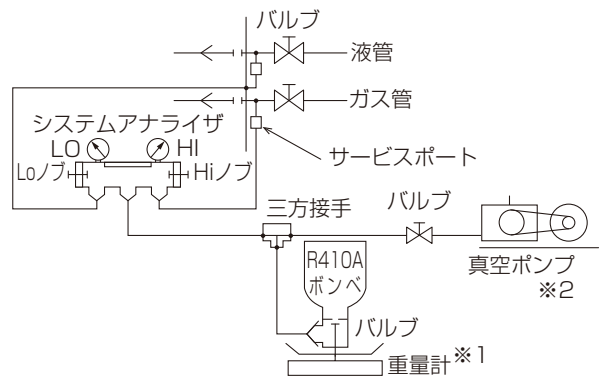 バルブ
液管
ガス管
システムアナライザ
LO
HI
Loノブ
Hiノブ
サービスポート
三方接手
バルブ
R410A
ボンベ
真空ポンプ
※2
バルブ
重量計※1